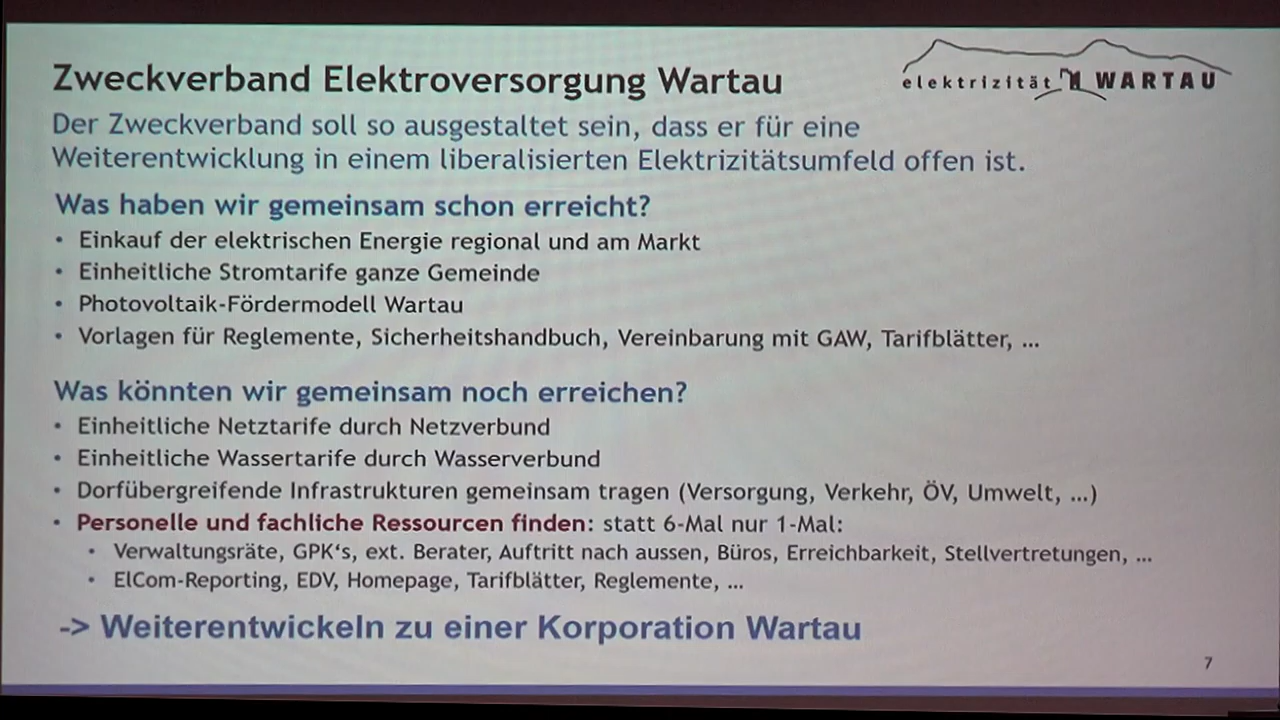 Zweckverband Elektroversorgung Wartau
elektrizität WARTAU
Der Zweckverband soll so ausgestaltet sein, dass er für eine
Weiterentwicklung in einem liberalisierten Elektrizitätsumfeld offen ist.
Was haben wir gemeinsam schon erreicht?
• Einkauf der elektrischen Energie regional und am Markt
• Einheitliche Stromtarife ganze Gemeinde
• Photovoltaik-Fördermodell Wartau
• Vorlagen für Reglemente, Sicherheitshandbuch, Vereinbarung mit GAW, Tarifblätter, ...
Was könnten wir gemeinsam noch erreichen?
• Einheitliche Netztarife durch Netzverbund
• Einheitliche Wassertarife durch Wasserverbund
• Dorfübergreifende Infrastrukturen gemeinsam tragen (Versorgung, Verkehr, ÖV, Umwelt, ...)
• Personelle und fachliche Ressourcen finden: statt 6-Mal nur 1-Mal:
• Verwaltungsräte, GPK‘s, ext. Berater, Auftritt nach aussen, Büros, Erreichbarkeit, Stellvertretungen, ...
• ElCom-Reporting, EDV, Homepage, Tarifblätter, Reglemente, ...
-> Weiterentwickeln zu einer Korporation Wartau
7